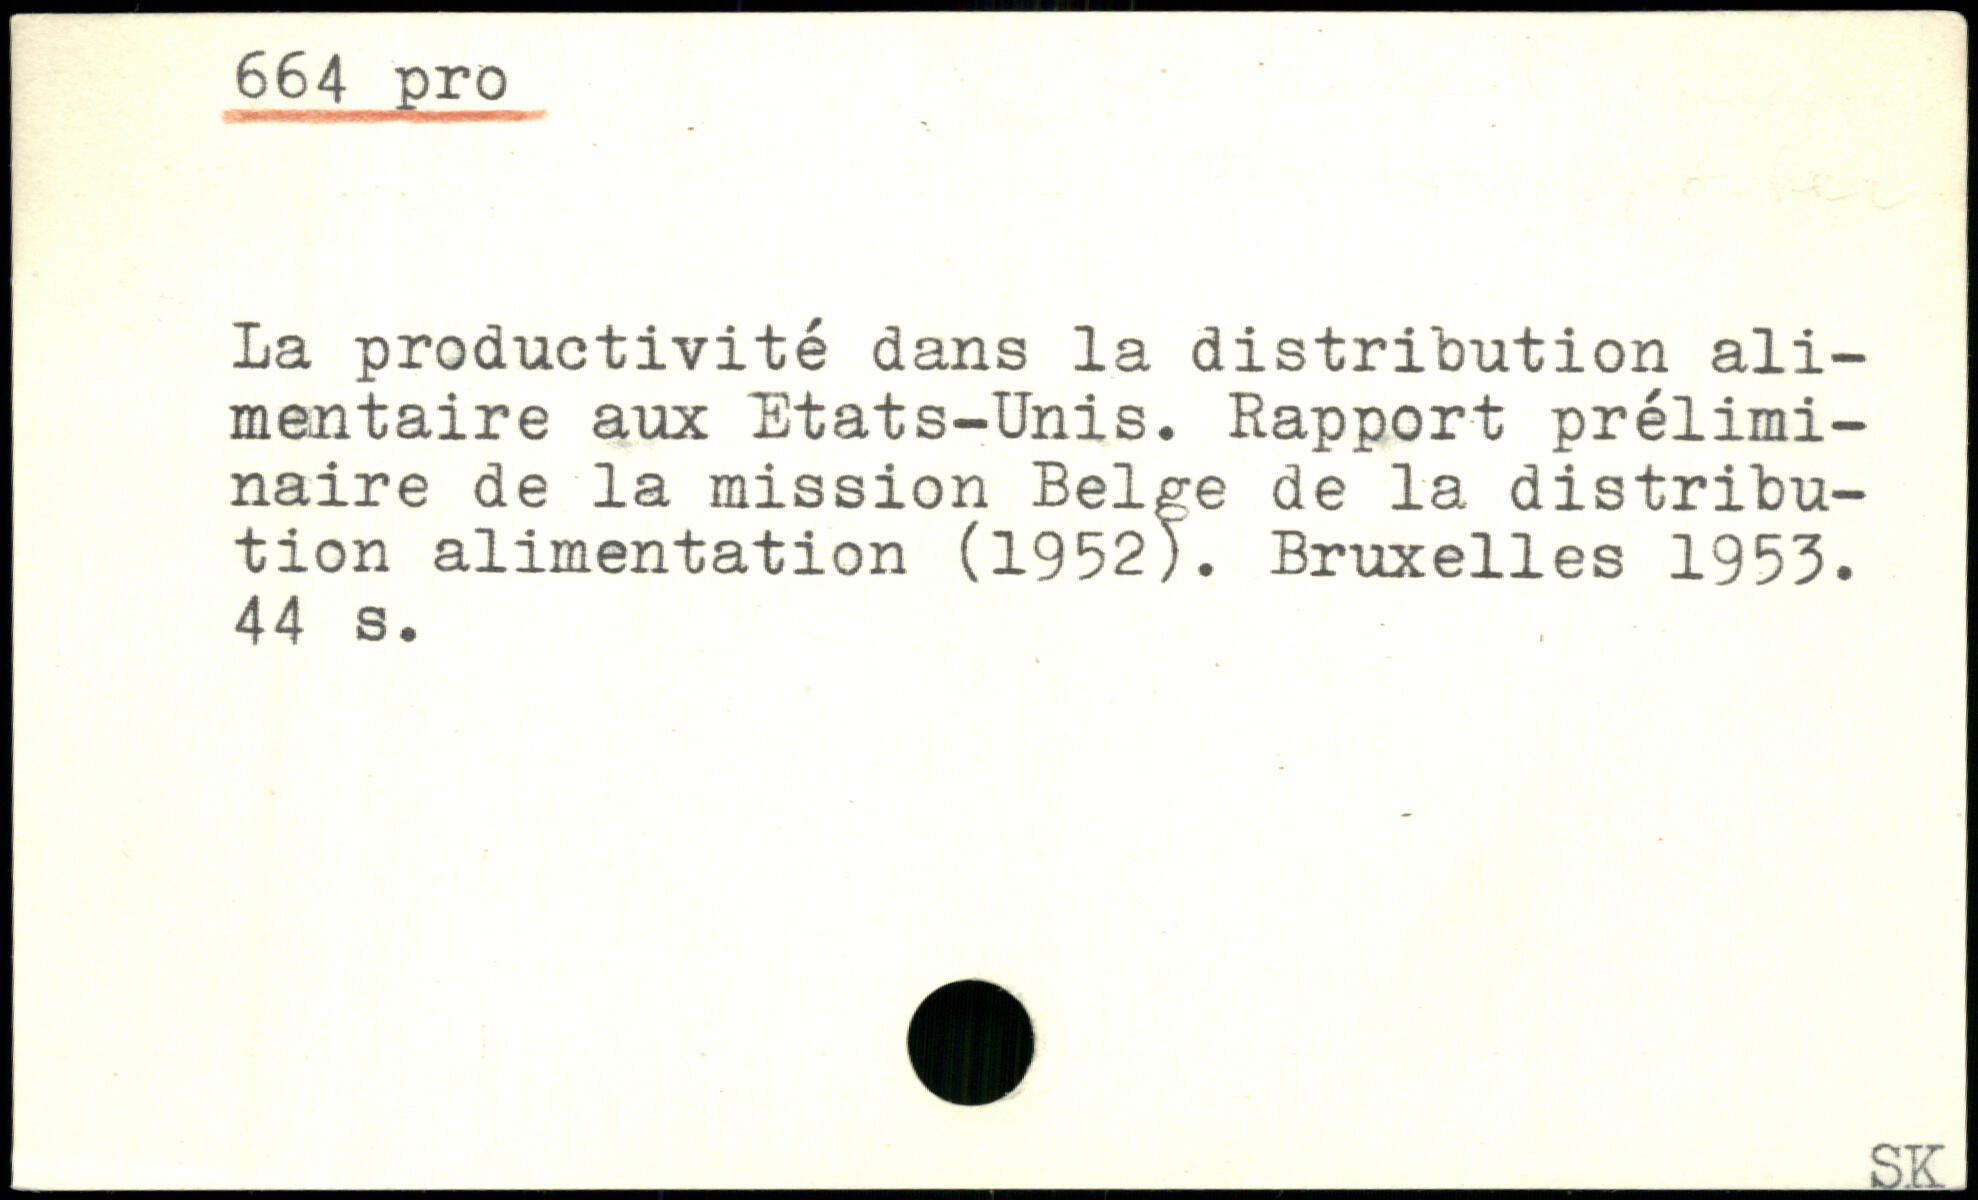 664 pro
La productivité dans la distribution ali-
mentaire aux Etats-Unis. Rapport prélimi-
naire de la mission Belge de la distribu-
tion alimentation (1952). Bruxelles 1953.
44 s.
SK